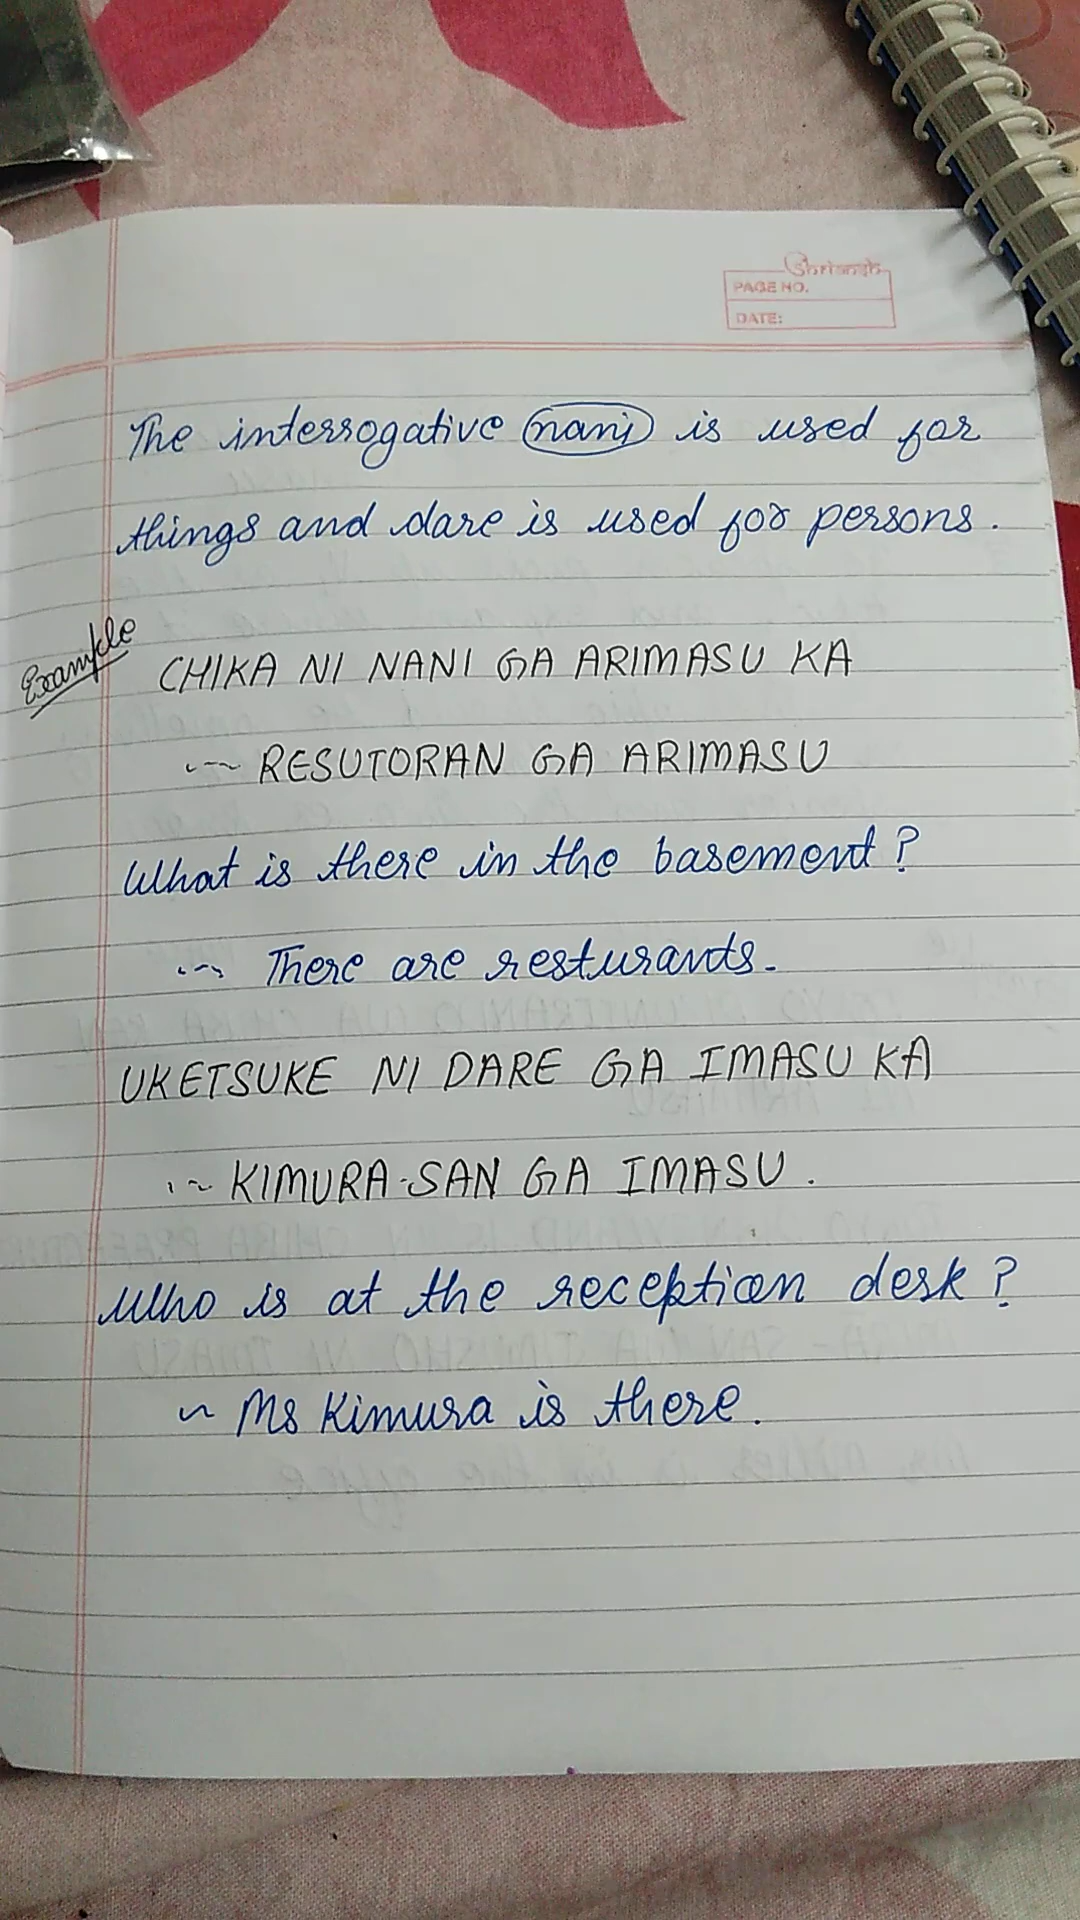 Shriansh
PAGE NO.
DATE:
The interrogative nani is used for
things and dare is used for persons.
Example CHIKA NI NANI GA ARIMASU KA
~ RESUTORAN GA ARIMASU
What is there in the basement?
~ There are resturants.
UKETSUKE NI DARE GA IMASU KA
~ KIMURA-SAN GA IMASU.
Who is at the reception desk?
~ Ms Kimura is there.